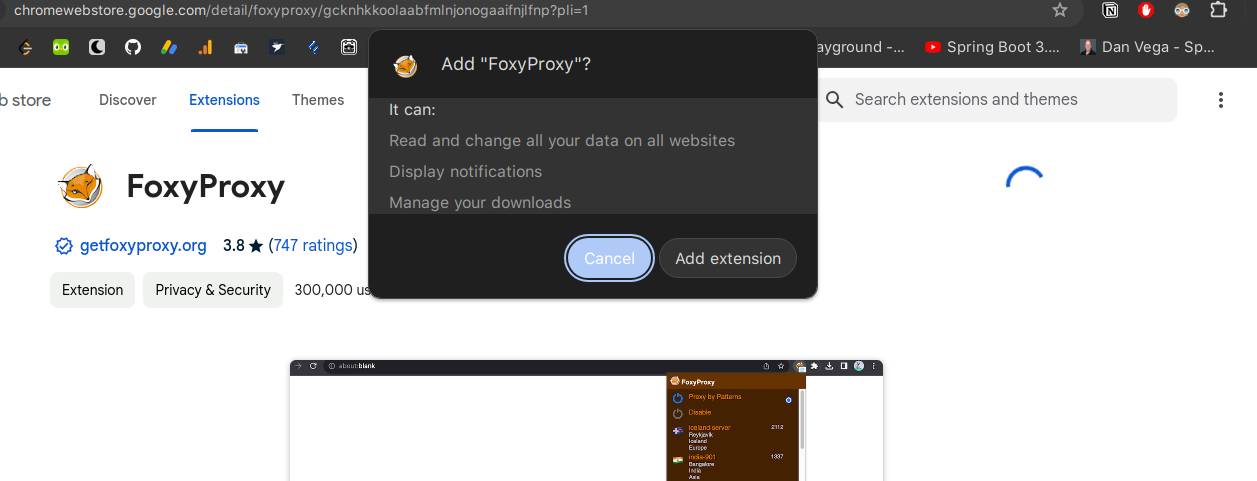 chromewebstore.google.com/detail/foxyproxy/gcknhkkoolaabfmlnjonogaaifnjlfnp?pli=1
ayground -...
Spring Boot 3....
Dan Vega - Sp...
Add "FoxyProxy"?
b store
Discover
Extensions
Themes
Search extensions and themes
It can:
Read and change all your data on all websites
Display notifications
Manage your downloads
Cancel
Add extension
FoxyProxy
getfoxyproxy.org
3.8 ★ (747 ratings)
Extension
Privacy & Security
300,000 us
about:blank
FoxyProxy
Proxy by Patterns
Disable
iceland server
2112
Reykjavik
Iceland
Europe
india-901
1337
Bangalore
India
Asia